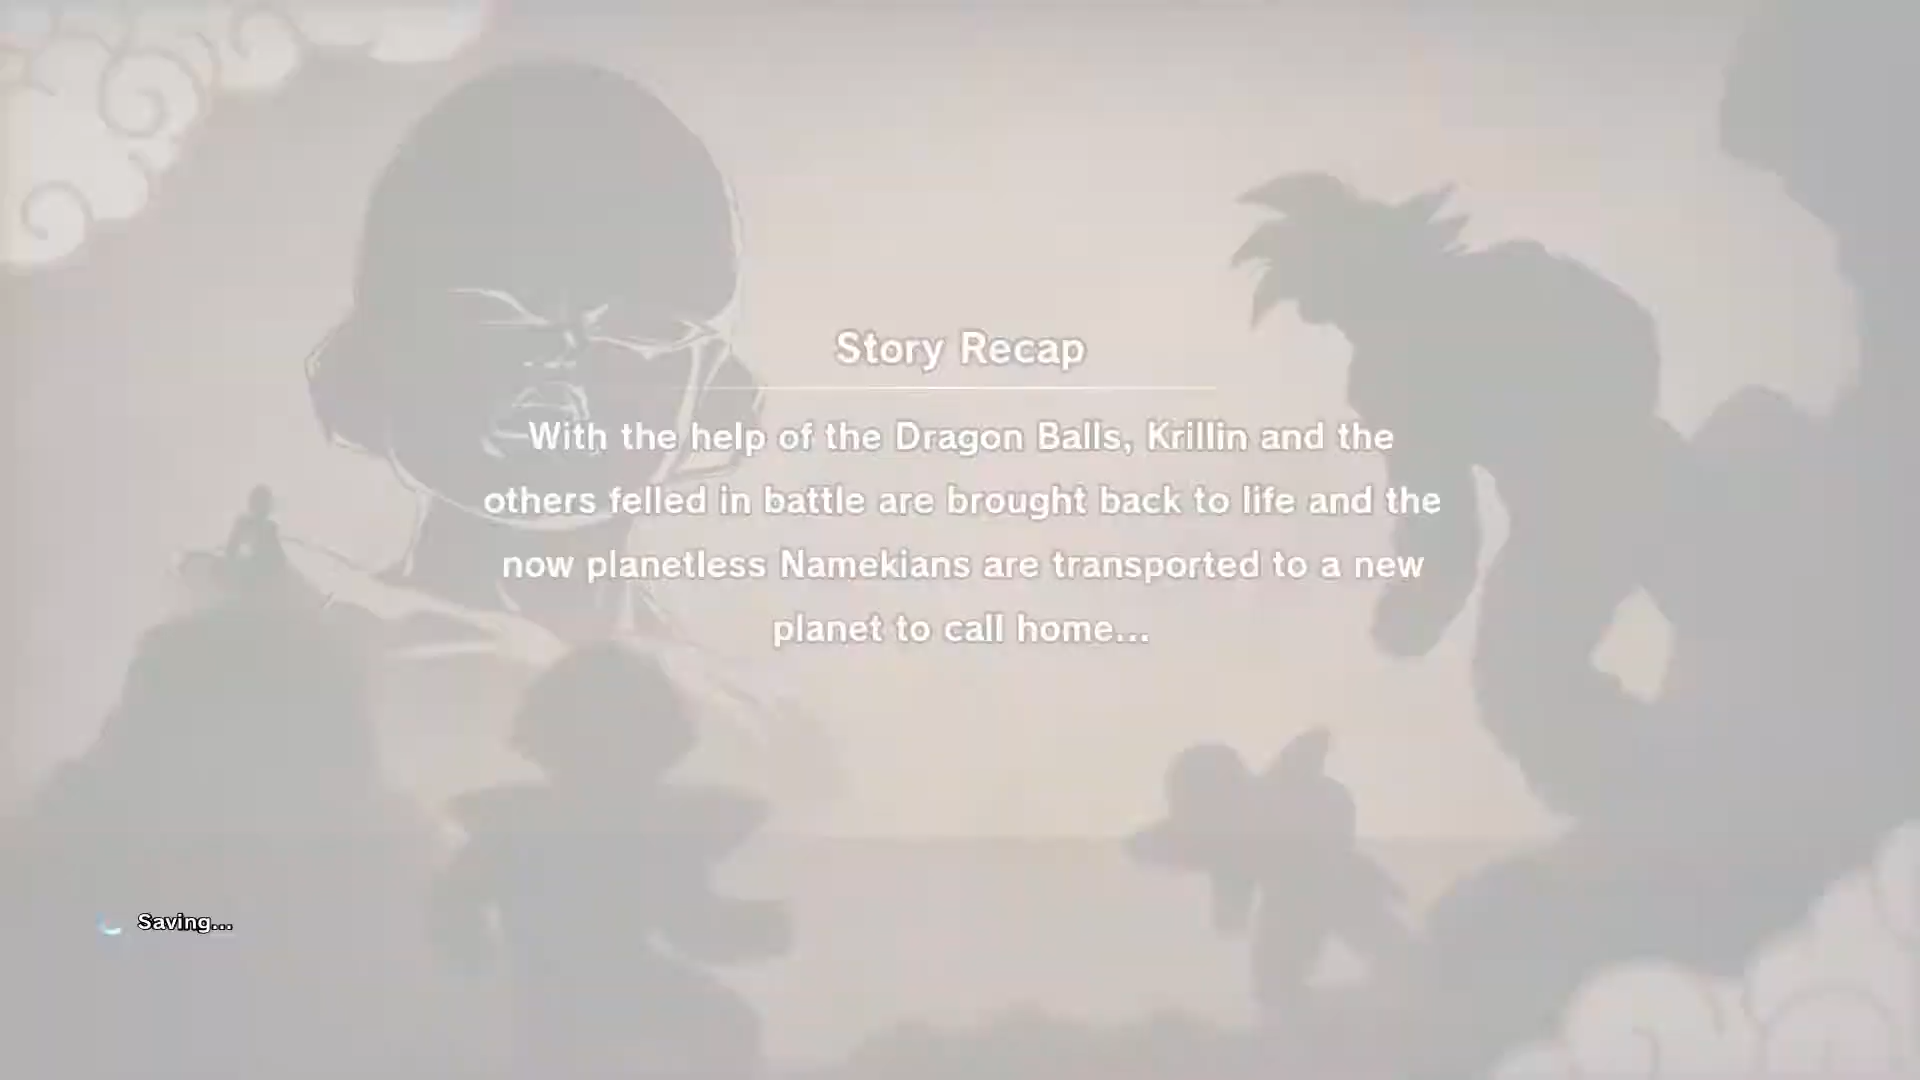 Story Recap
With the help of the Dragon Balls, Krillin and the
others felled in battle are brought back to life and the
now planetless Namekians are transported to a new
planet to call home...
Saving...